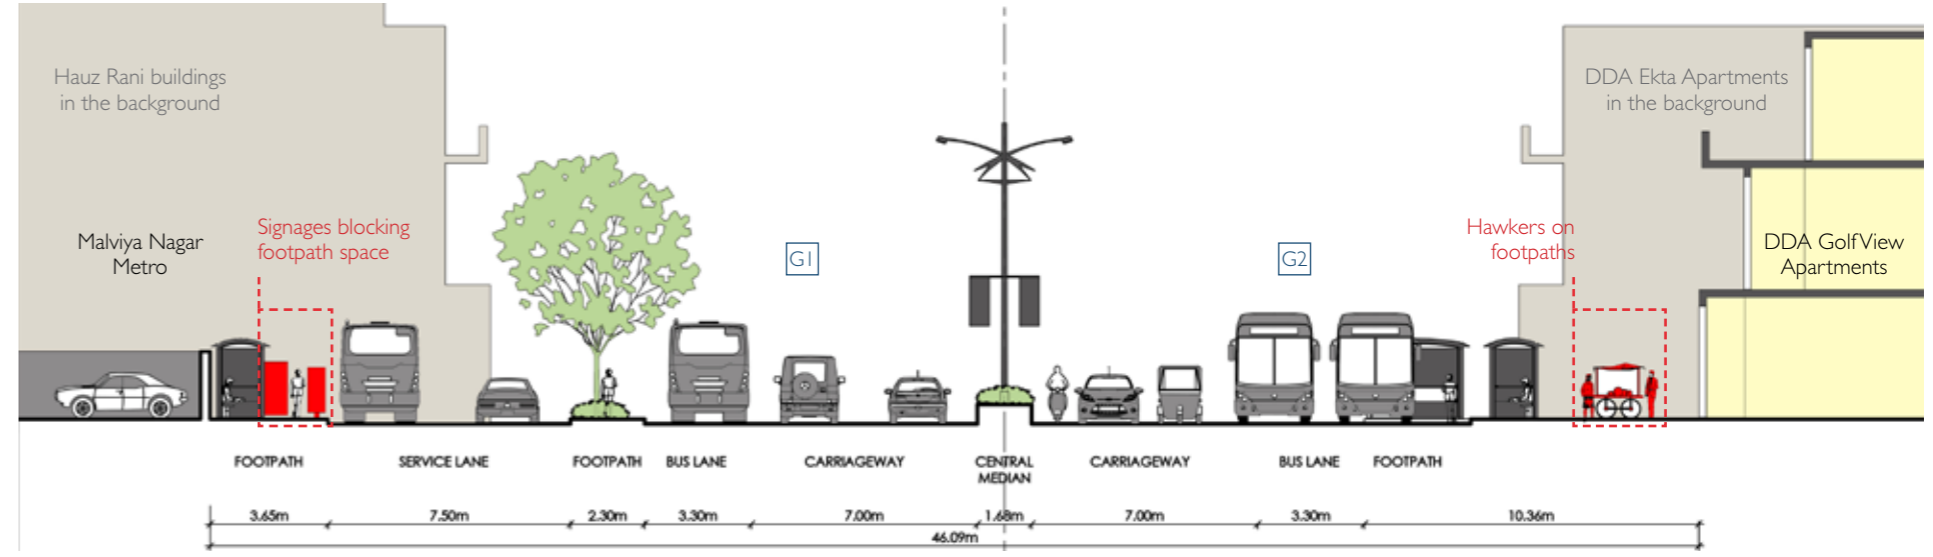 Hauz Rani buildings
in the background
DDA Ekta Apartments
in the background
Malviya Nagar
Metro
Signages blocking
footpath space
G1
G2
Hawkers on
footpaths
DDA Golf View
Apartments
FOOTPATH
SERVICE LANE
FOOTPATH
BUS LANE
CARRIAGEWAY
CENTRAL
MEDIAN
CARRIAGEWAY
BUS LANE
FOOTPATH
3.65m
7.50m
2.30m
3.30m
7.00m
1.68m
7.00m
3.30m
10.36m
46.09m